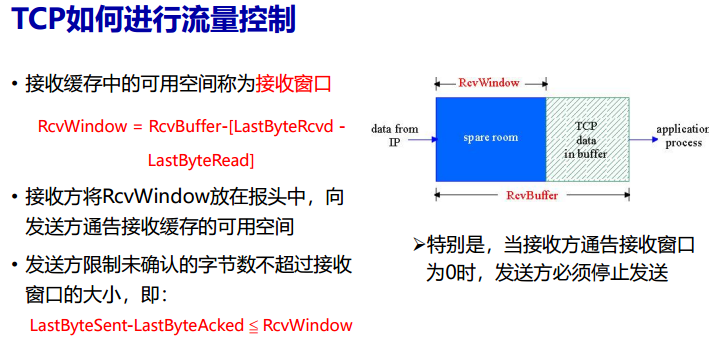 TCP如何进行流量控制
• 接收缓存中的可用空间称为接收窗口
RcvWindow = RcvBuffer-[LastByteRcvd -
LastByteRead]
• 接收方将RcvWindow放在报头中，向
发送方通告接收缓存的可用空间
• 发送方限制未确认的字节数不超过接收
窗口的大小，即：
LastByteSent-LastByteAcked ≦ RcvWindow
RcvWindow
data from
IP
spare room
TCP
data
in buffer
application
process
RcvBuffer
➢特别是，当接收方通告接收窗口
为0时，发送方必须停止发送